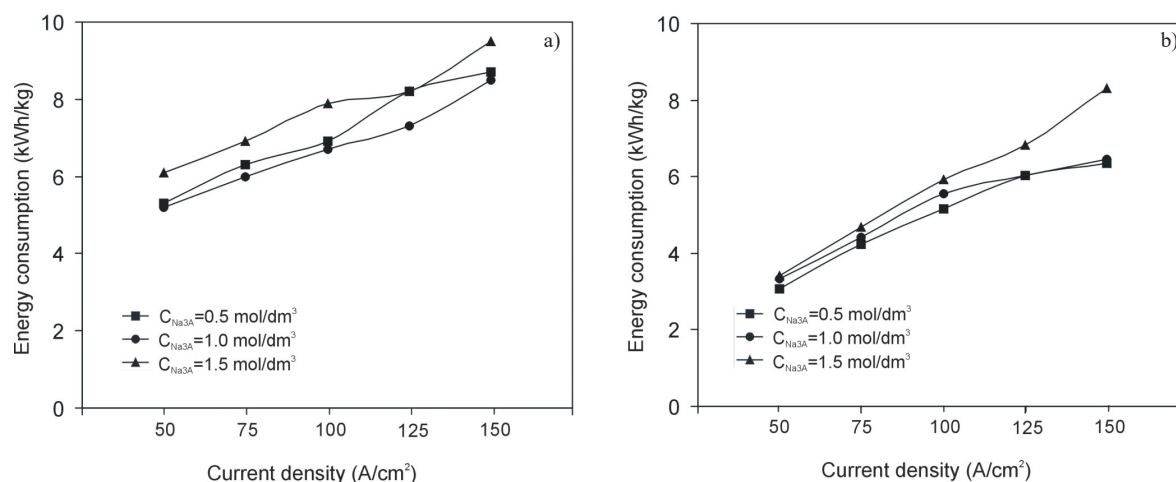 a)
Energy consumption (kWh/kg)
10
8
6
4
2
0
C_Na3A=0.5 mol/dm³
C_Na3A=1.0 mol/dm³
C_Na3A=1.5 mol/dm³
50 75 100 125 150
Current density (A/cm²)
b)
Energy consumption (kWh/kg)
10
8
6
4
2
0
C_Na3A=0.5 mol/dm³
C_Na3A=1.0 mol/dm³
C_Na3A=1.5 mol/dm³
50 75 100 125 150
Current density (A/cm²)